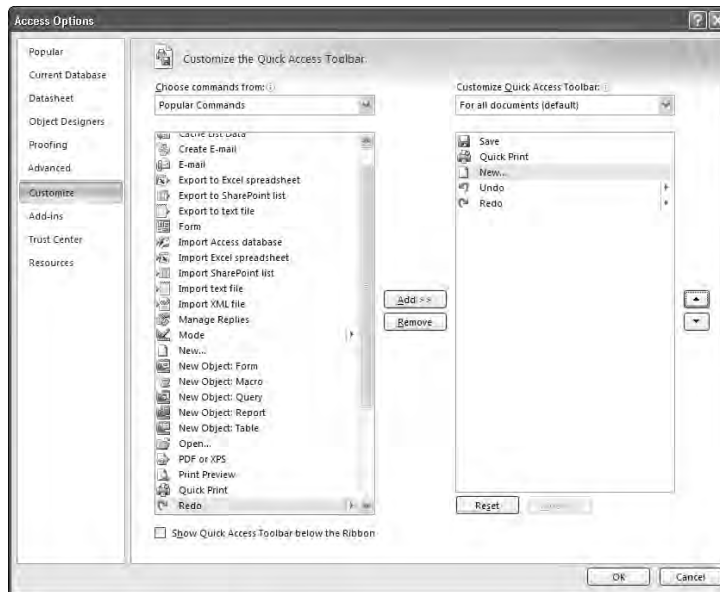 Access Options
Popular
Current Database
Datasheet
Object Designers
Proofing
Advanced
Customize
Add-ins
Trust Center
Resources
Customize the Quick Access Toolbar.
Choose commands from:
Popular Commands
Cache List Data
Create E-mail
E-mail
Export to Excel spreadsheet
Export to SharePoint list
Export to text file
Form
Import Access database
Import Excel spreadsheet
Import SharePoint list
Import text file
Import XML file
Manage Replies
Mode
New...
New Object: Form
New Object: Macro
New Object: Query
New Object: Report
New Object: Table
Open...
PDF or XPS
Print Preview
Quick Print
Redo
Show Quick Access Toolbar below the Ribbon
Add >>
Remove
Customize Quick Access Toolbar:
For all documents (default)
Save
Quick Print
New...
Undo
Redo
Reset
OK
Cancel